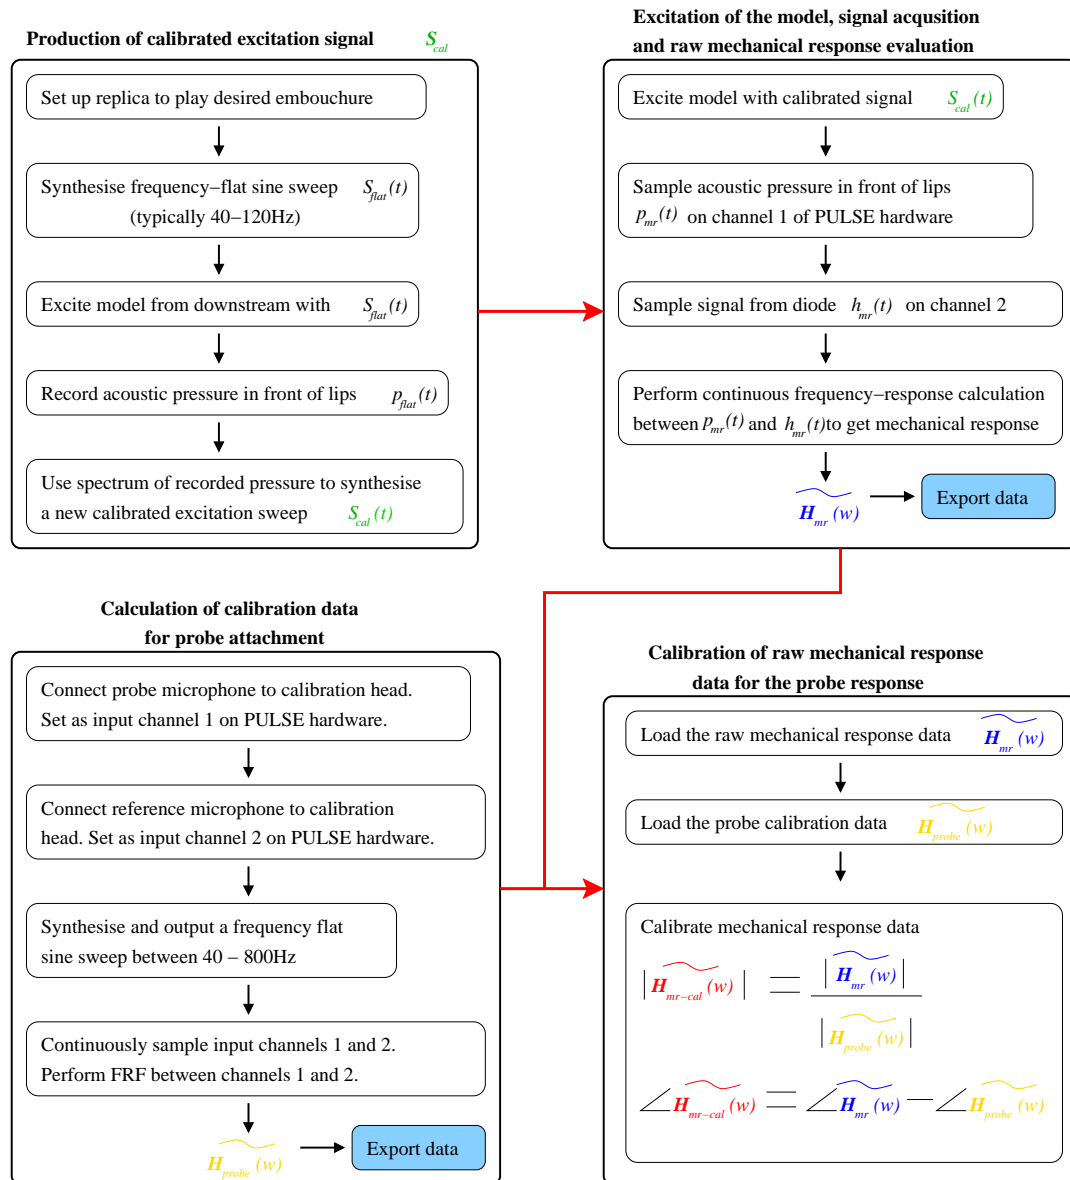 Production of calibrated excitation signal S_cal
Set up replica to play desired embouchure
Synthesise frequency–flat sine sweep S_flat(t)
(typically 40–120Hz)
Excite model from downstream with S_flat(t)
Record acoustic pressure in front of lips p_flat(t)
Use spectrum of recorded pressure to synthesise
a new calibrated excitation sweep S_cal(t)
Excitation of the model, signal acqusition
and raw mechanical response evaluation
Excite model with calibrated signal S_cal(t)
Sample acoustic pressure in front of lips
p_mr(t) on channel 1 of PULSE hardware
Sample signal from diode h_mr(t) on channel 2
Perform continuous frequency–response calculation
between p_mr(t) and h_mr(t) to get mechanical response
H_mr(w) Export data
Calculation of calibration data
for probe attachment
Connect probe microphone to calibration head.
Set as input channel 1 on PULSE hardware.
Connect reference microphone to calibration
head. Set as input channel 2 on PULSE hardware.
Synthesise and output a frequency flat
sine sweep between 40 – 800Hz
Continuously sample input channels 1 and 2.
Perform FRF between channels 1 and 2.
H_probe(w) Export data
Calibration of raw mechanical response
data for the probe response
Load the raw mechanical response data H_mr(w)
Load the probe calibration data H_probe(w)
Calibrate mechanical response data
|H_mr–cal(w)| = |H_mr(w)|
|H_probe(w)|
∠H_mr–cal(w) = ∠H_mr(w) – ∠H_probe(w)